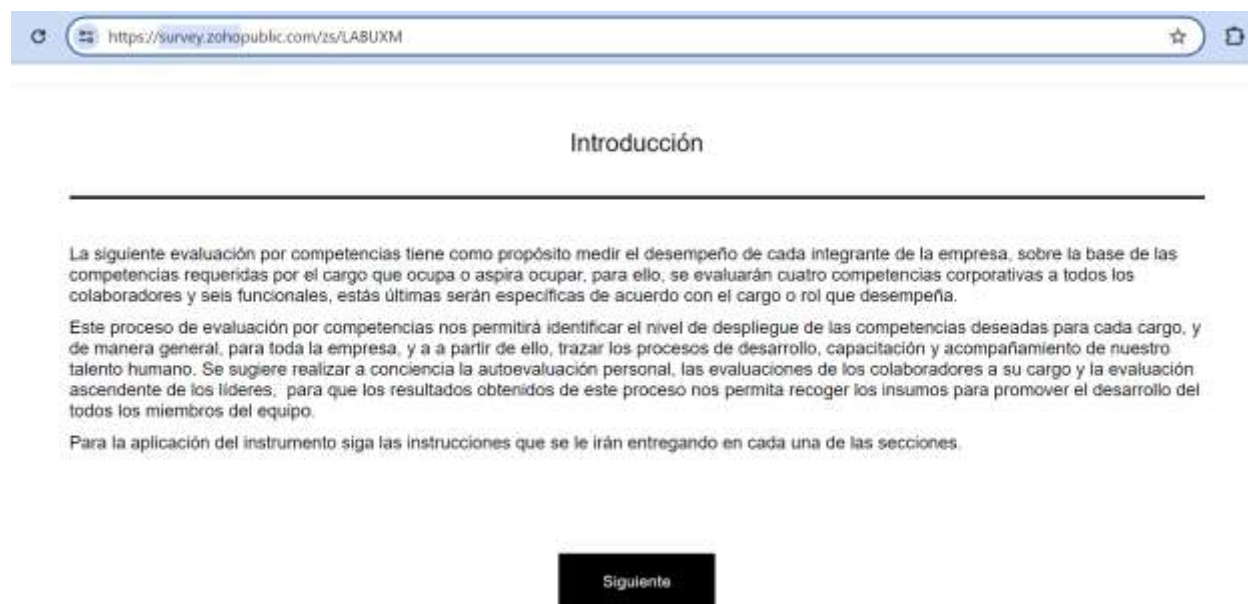 https://survey.zohopublic.com/zs/LABUXM
Introducción
La siguiente evaluación por competencias tiene como propósito medir el desempeño de cada integrante de la empresa, sobre la base de las
competencias requeridas por el cargo que ocupa o aspira ocupar, para ello, se evaluarán cuatro competencias corporativas a todos los
colaboradores y seis funcionales, estás últimas serán específicas de acuerdo con el cargo o rol que desempeña.
Este proceso de evaluación por competencias nos permitirá identificar el nivel de despliegue de las competencias deseadas para cada cargo, y
de manera general, para toda la empresa, y a a partir de ello, trazar los procesos de desarrollo, capacitación y acompañamiento de nuestro
talento humano. Se sugiere realizar a conciencia la autoevaluación personal, las evaluaciones de los colaboradores a su cargo y la evaluación
ascendente de los líderes, para que los resultados obtenidos de este proceso nos permita recoger los insumos para promover el desarrollo del
todos los miembros del equipo.
Para la aplicación del instrumento siga las instrucciones que se le irán entregando en cada una de las secciones.
Siguiente